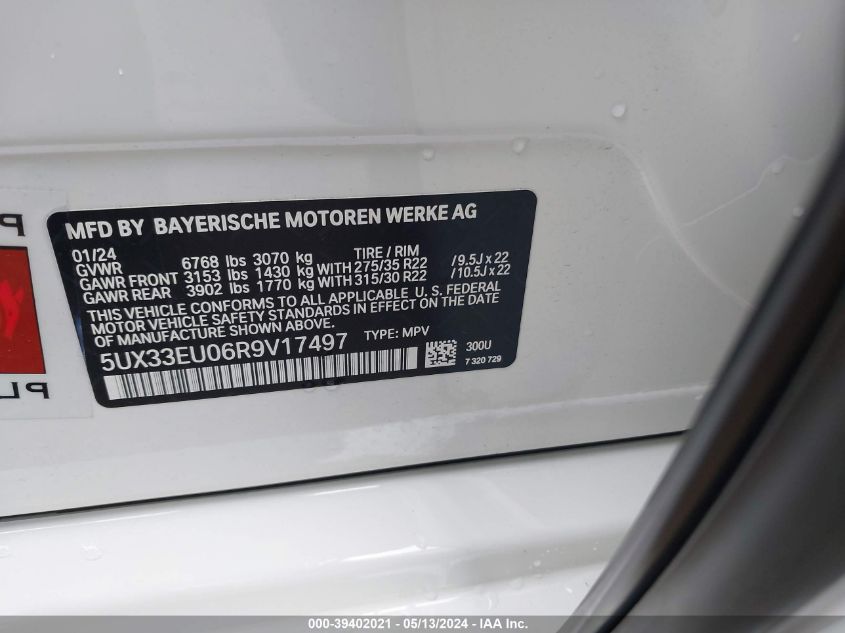 MFD BY BAYERISCHE MOTOREN WERKE AG
01/24
GVWR 6768 lbs 3070 kg TIRE / RIM
GAWR FRONT 3153 lbs 1430 kg WITH 275/35 R22 /9.5J x 22
GAWR REAR 3902 lbs 1770 kg WITH 315/30 R22 /10.5J x 22
THIS VEHICLE CONFORMS TO ALL APPLICABLE U.S. FEDERAL
MOTOR VEHICLE SAFETY STANDARDS IN EFFECT ON THE DATE
OF MANUFACTURE SHOWN ABOVE.
5UX33EU06R9V17497 TYPE: MPV
300U
7 320 729
P
PL
000-39402021 - 05/13/2024 - IAA Inc.